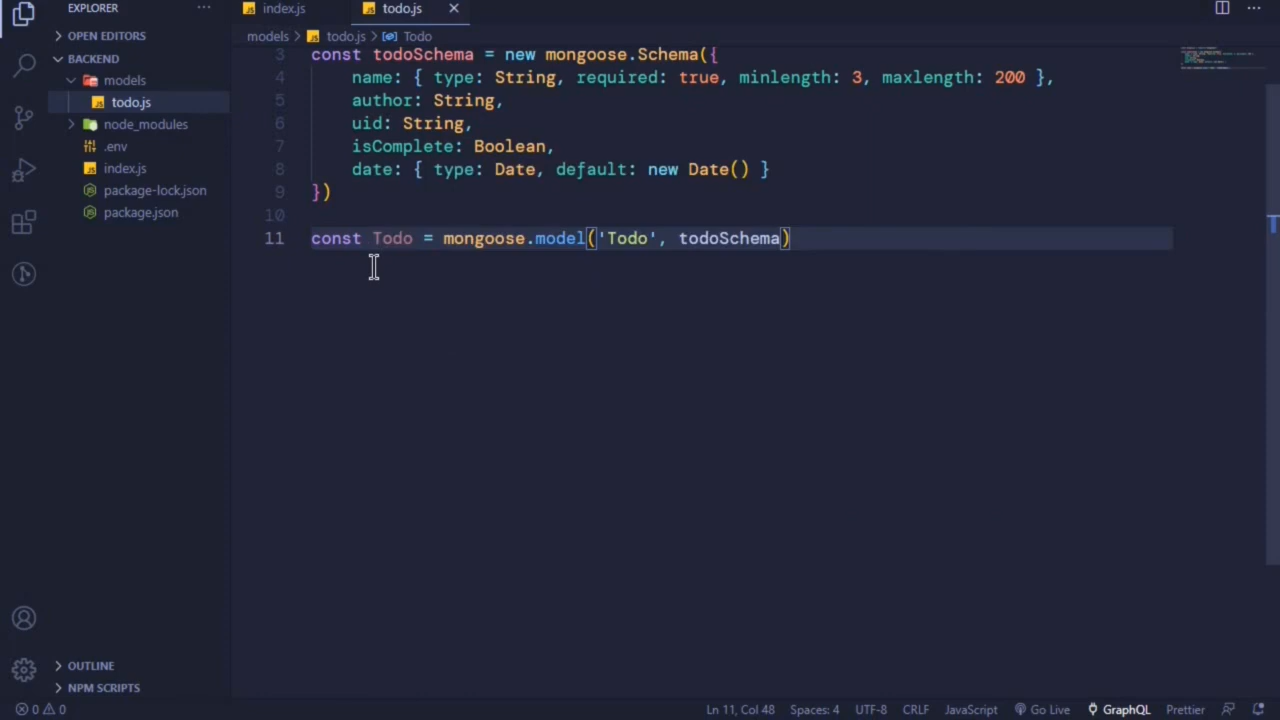 EXPLORER
···
OPEN EDITORS
BACKEND
models
todo.js
node_modules
.env
index.js
package-lock.json
package.json
OUTLINE
NPM SCRIPTS
index.js
todo.js
models > todo.js > Todo
3 const todoSchema = new mongoose.Schema({
4 name: { type: String, required: true, minlength: 3, maxlength: 200 },
5 author: String,
6 uid: String,
7 isComplete: Boolean,
8 date: { type: Date, default: new Date() }
9 })
10
11 const Todo = mongoose.model('Todo', todoSchema)
0 0 Ln 11, Col 48 Spaces: 4 UTF-8 CRLF JavaScript Go Live GraphQL Prettier